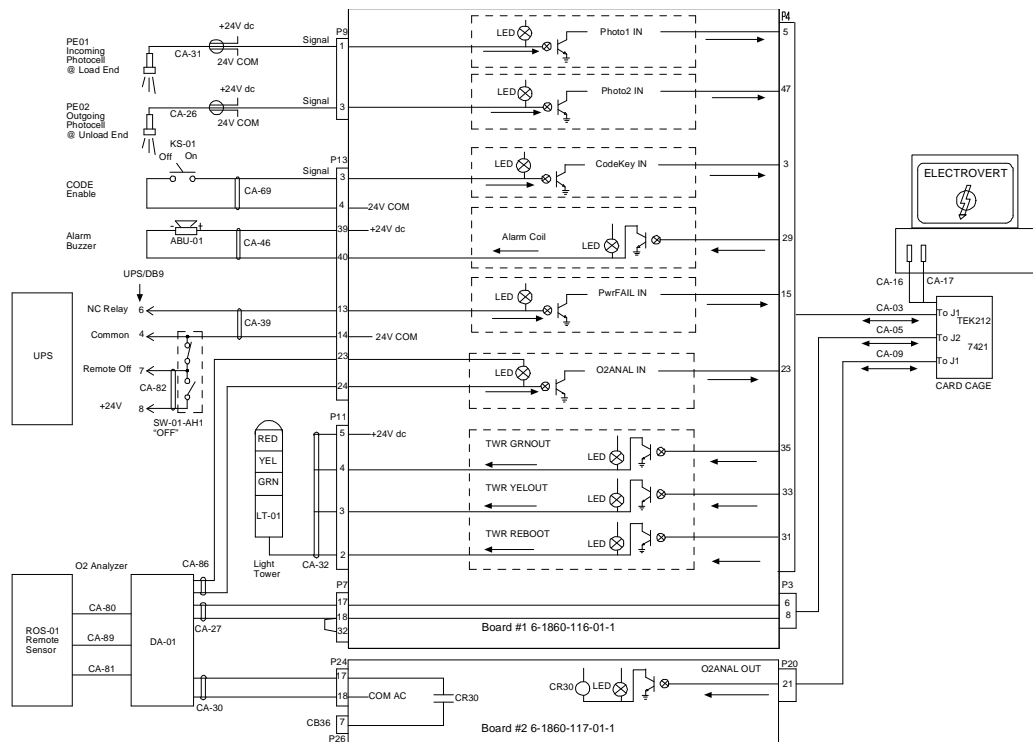 +24V dc
P9
P4
PE01
Incoming
Photocell
@ Load End
CA-31
24V COM
Signal
1
LED
Photo1 IN
5
+24V dc
PE02
Outgoing
Photocell
@ Unload End
CA-26
24V COM
Signal
3
LED
Photo2 IN
47
KS-01
Off On
P13
CODE
Enable
CA-69
Signal
3
4
24V COM
LED
CodeKey IN
3
Alarm
Buzzer
- +
ABU-01
CA-46
39
+24V dc
40
Alarm Coil
LED
29
ELECTROVERT
CA-16
CA-17
UPS/DB9
UPS
NC Relay 6
Common 4
Remote Off 7
+24V 8
CA-39
CA-82
SW-01-AH1
"OFF"
13
14
24V COM
23
24
LED
PwrFAIL IN
15
LED
O2ANAL IN
23
CA-03
CA-05
CA-09
To J1
To J2
To J1
TEK212
7421
CARD CAGE
P11
RED
YEL
GRN
LT-01
Light
Tower
CA-32
5
+24V dc
4
3
2
TWR GRNOUT
LED
35
TWR YELOUT
LED
33
TWR REBOOT
LED
31
O2 Analyzer
CA-86
P7
P3
ROS-01
Remote
Sensor
CA-80
CA-89
CA-81
DA-01
CA-27
17
18
32
6
8
Board #1 6-1860-116-01-1
CA-30
P24
17
18
COM AC
CB36
7
P26
CR30
CR30
LED
O2ANAL OUT
P20
21
Board #2 6-1860-117-01-1